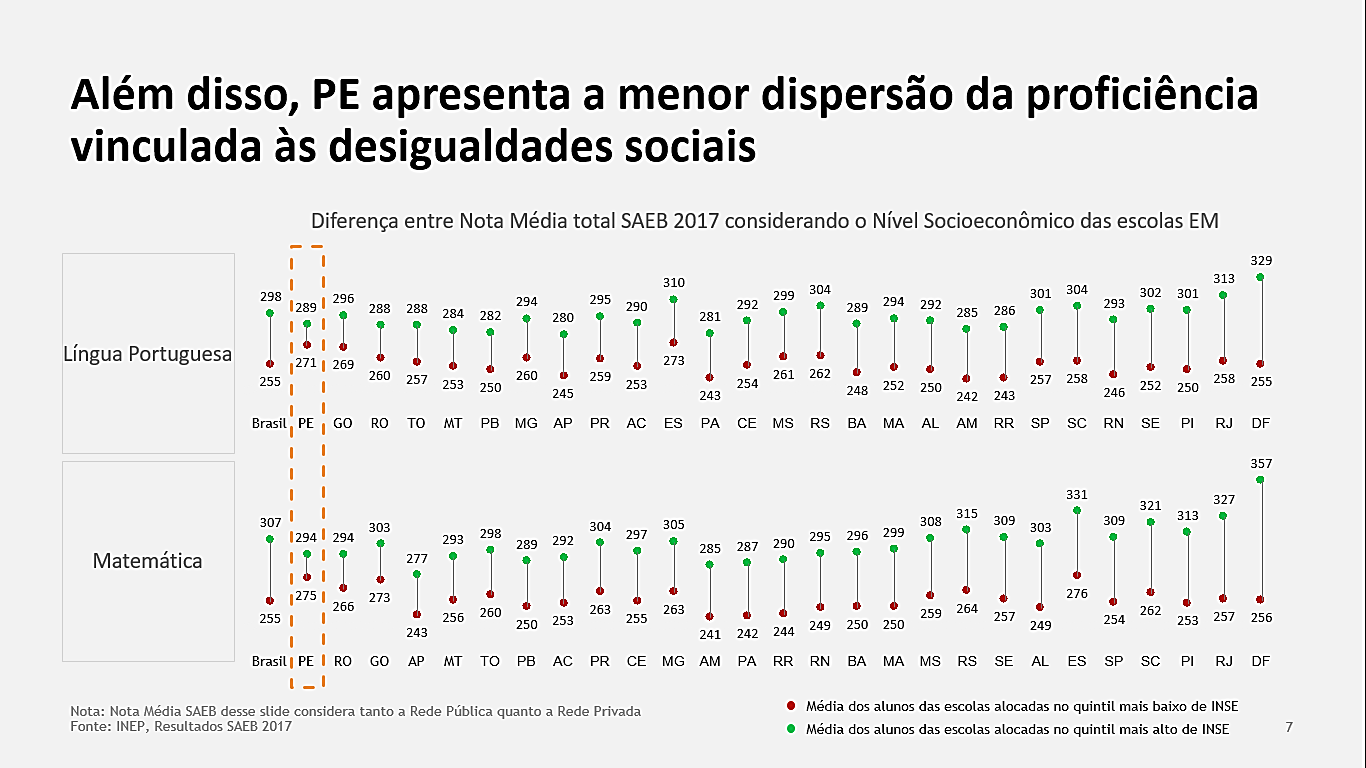 Além disso, PE apresenta a menor dispersão da proficiência
vinculada às desigualdades sociais
Diferença entre Nota Média total SAEB 2017 considerando o Nível Socioeconômico das escolas EM
Língua Portuguesa
298 289 296 288 288 284 282 294 280 295 290 310 281 292 299 304 289 294 292 285 286 301 304 293 302 301 313 329
255 271 269 260 257 253 250 260 245 259 253 273 243 254 261 262 248 252 250 242 243 257 258 246 252 250 258 255
Brasil PE GO RO TO MT PB MG AP PR AC ES PA CE MS RS BA MA AL AM RR SP SC RN SE PI RJ DF
Matemática
307 294 294 303 277 293 298 289 292 304 297 305 285 287 290 295 296 299 308 315 309 303 331 309 321 313 327 357
255 275 266 273 243 256 260 250 253 263 255 263 241 242 244 249 250 250 259 264 257 249 276 254 262 253 257 256
Brasil PE RO GO AP MT TO PB AC PR CE MG AM PA RR RN BA MA MS RS SE AL ES SP SC PI RJ DF
Nota: Nota Média SAEB desse slide considera tanto a Rede Pública quanto a Rede Privada
Fonte: INEP, Resultados SAEB 2017
Média dos alunos das escolas alocadas no quintil mais baixo de INSE
Média dos alunos das escolas alocadas no quintil mais alto de INSE
7